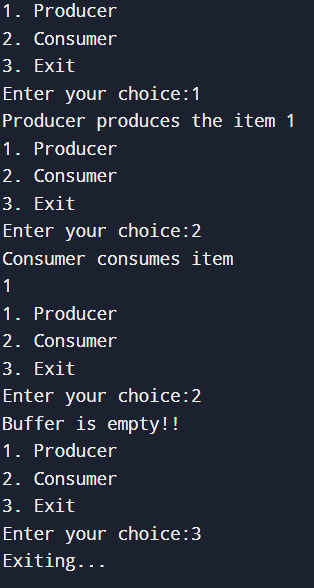 1. Producer
2. Consumer
3. Exit
Enter your choice:1
Producer produces the item 1
1. Producer
2. Consumer
3. Exit
Enter your choice:2
Consumer consumes item
1
1. Producer
2. Consumer
3. Exit
Enter your choice:2
Buffer is empty!!
1. Producer
2. Consumer
3. Exit
Enter your choice:3
Exiting...